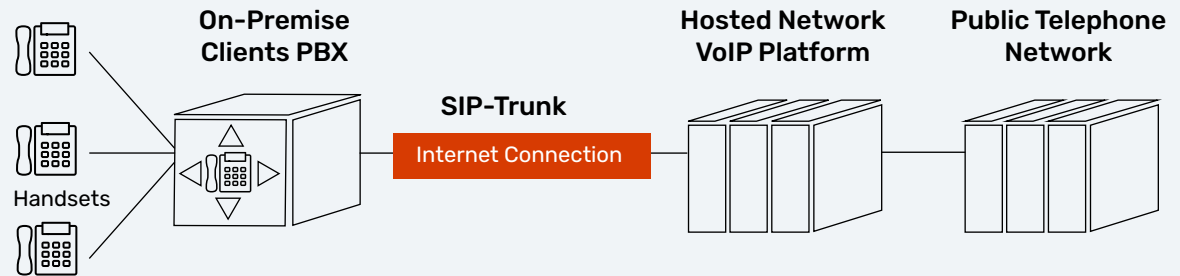 On-Premise
Clients PBX
Hosted Network
VoIP Platform
Public Telephone
Network
SIP-Trunk
Internet Connection
Handsets